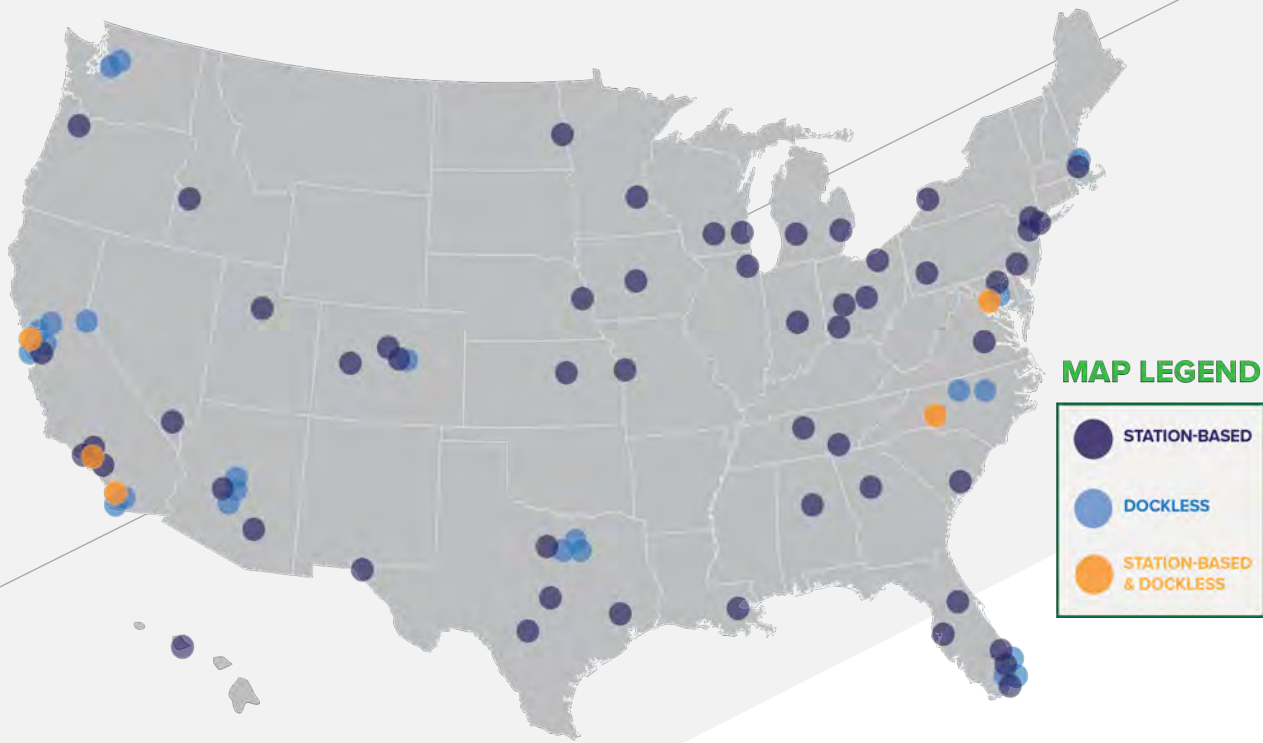 MAP LEGEND
STATION-BASED
DOCKLESS
STATION-BASED
& DOCKLESS